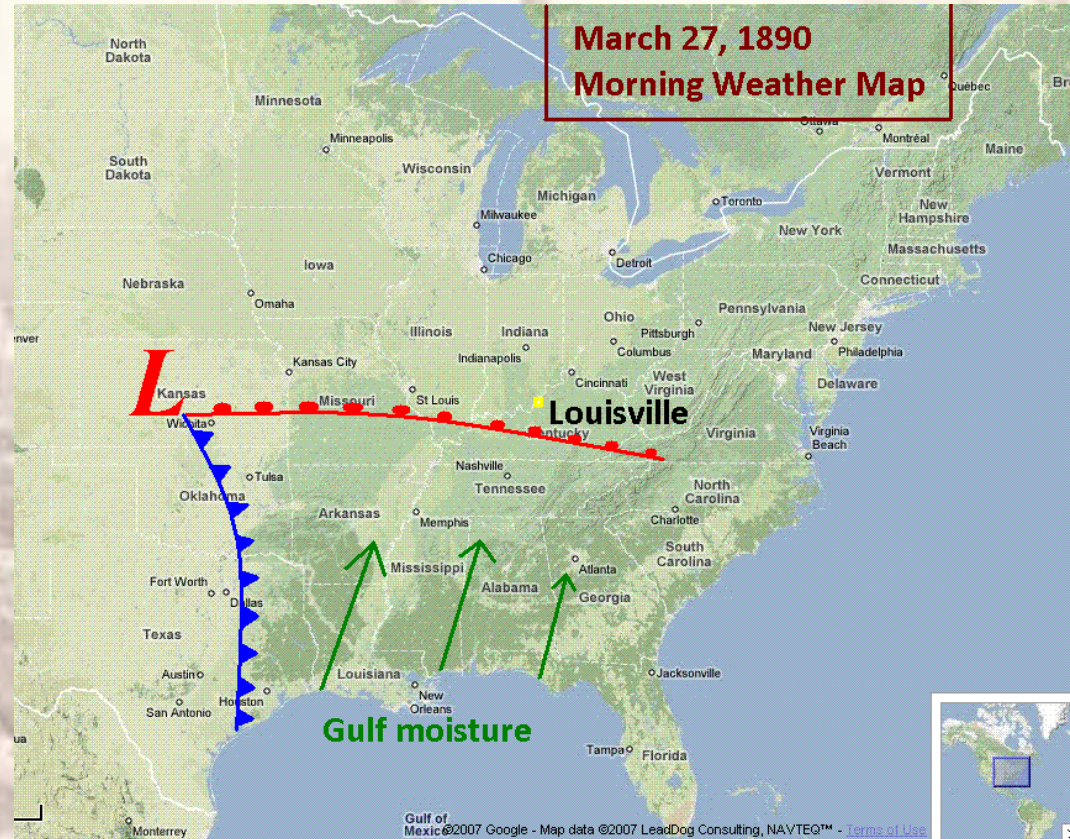 March 27, 1890
Morning Weather Map
North
Dakota
Minnesota
Minneapolis
South
Dakota
Wisconsin
Michigan
Milwaukee
Chicago
Detroit
Toronto
Ottawa
Montréal
Québec
Maine
Vermont
New
Hampshire
New York
Massachusetts
Connecticut
Iowa
Nebraska
Omaha
Illinois
Indiana
Ohio
Pittsburgh
Pennsylvania
New Jersey
Indianapolis
Columbus
Maryland
Philadelphia
enver
L
Kansas
Kansas City
Missouri
St Louis
Cincinnati
West
Virginia
Delaware
Wichita
Louisville
entucky
Virginia
Virginia
Beach
Tulsa
Oklahoma
Nashville
Tennessee
North
Carolina
Arkansas
Memphis
Charlotte
South
Carolina
Fort Worth
Dallas
Mississippi
Alabama
Atlanta
Georgia
Texas
Austin
Louisiana
Jacksonville
San Antonio
Houston
New
Orleans
Gulf moisture
ua
Tampa
Florida
Monterrey
Gulf of
Mexico
©2007 Google - Map data ©2007 LeadDog Consulting, NAVTEQ™ - Terms of Use